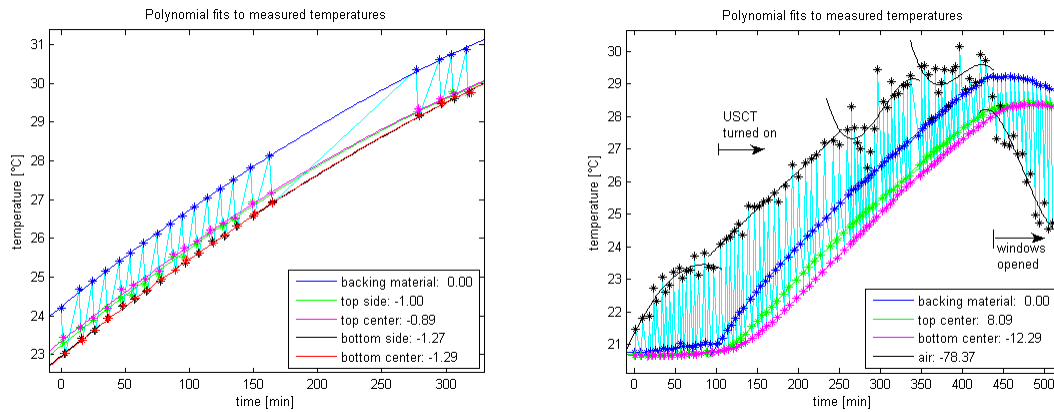 Polynomial fits to measured temperatures
31
30
29
28
27
26
25
24
23
temperature [°C]
0
50
100
150
200
250
300
time [min]
backing material: 0.00
top side: -1.00
top center: -0.89
bottom side: -1.27
bottom center: -1.29
Polynomial fits to measured temperatures
30
29
28
27
26
25
24
23
22
21
temperature [°C]
0
50
100
150
200
250
300
350
400
450
500
time [min]
USCT
turned on
windows
opened
backing material: 0.00
top center: 8.09
bottom center: -12.29
air: -78.37